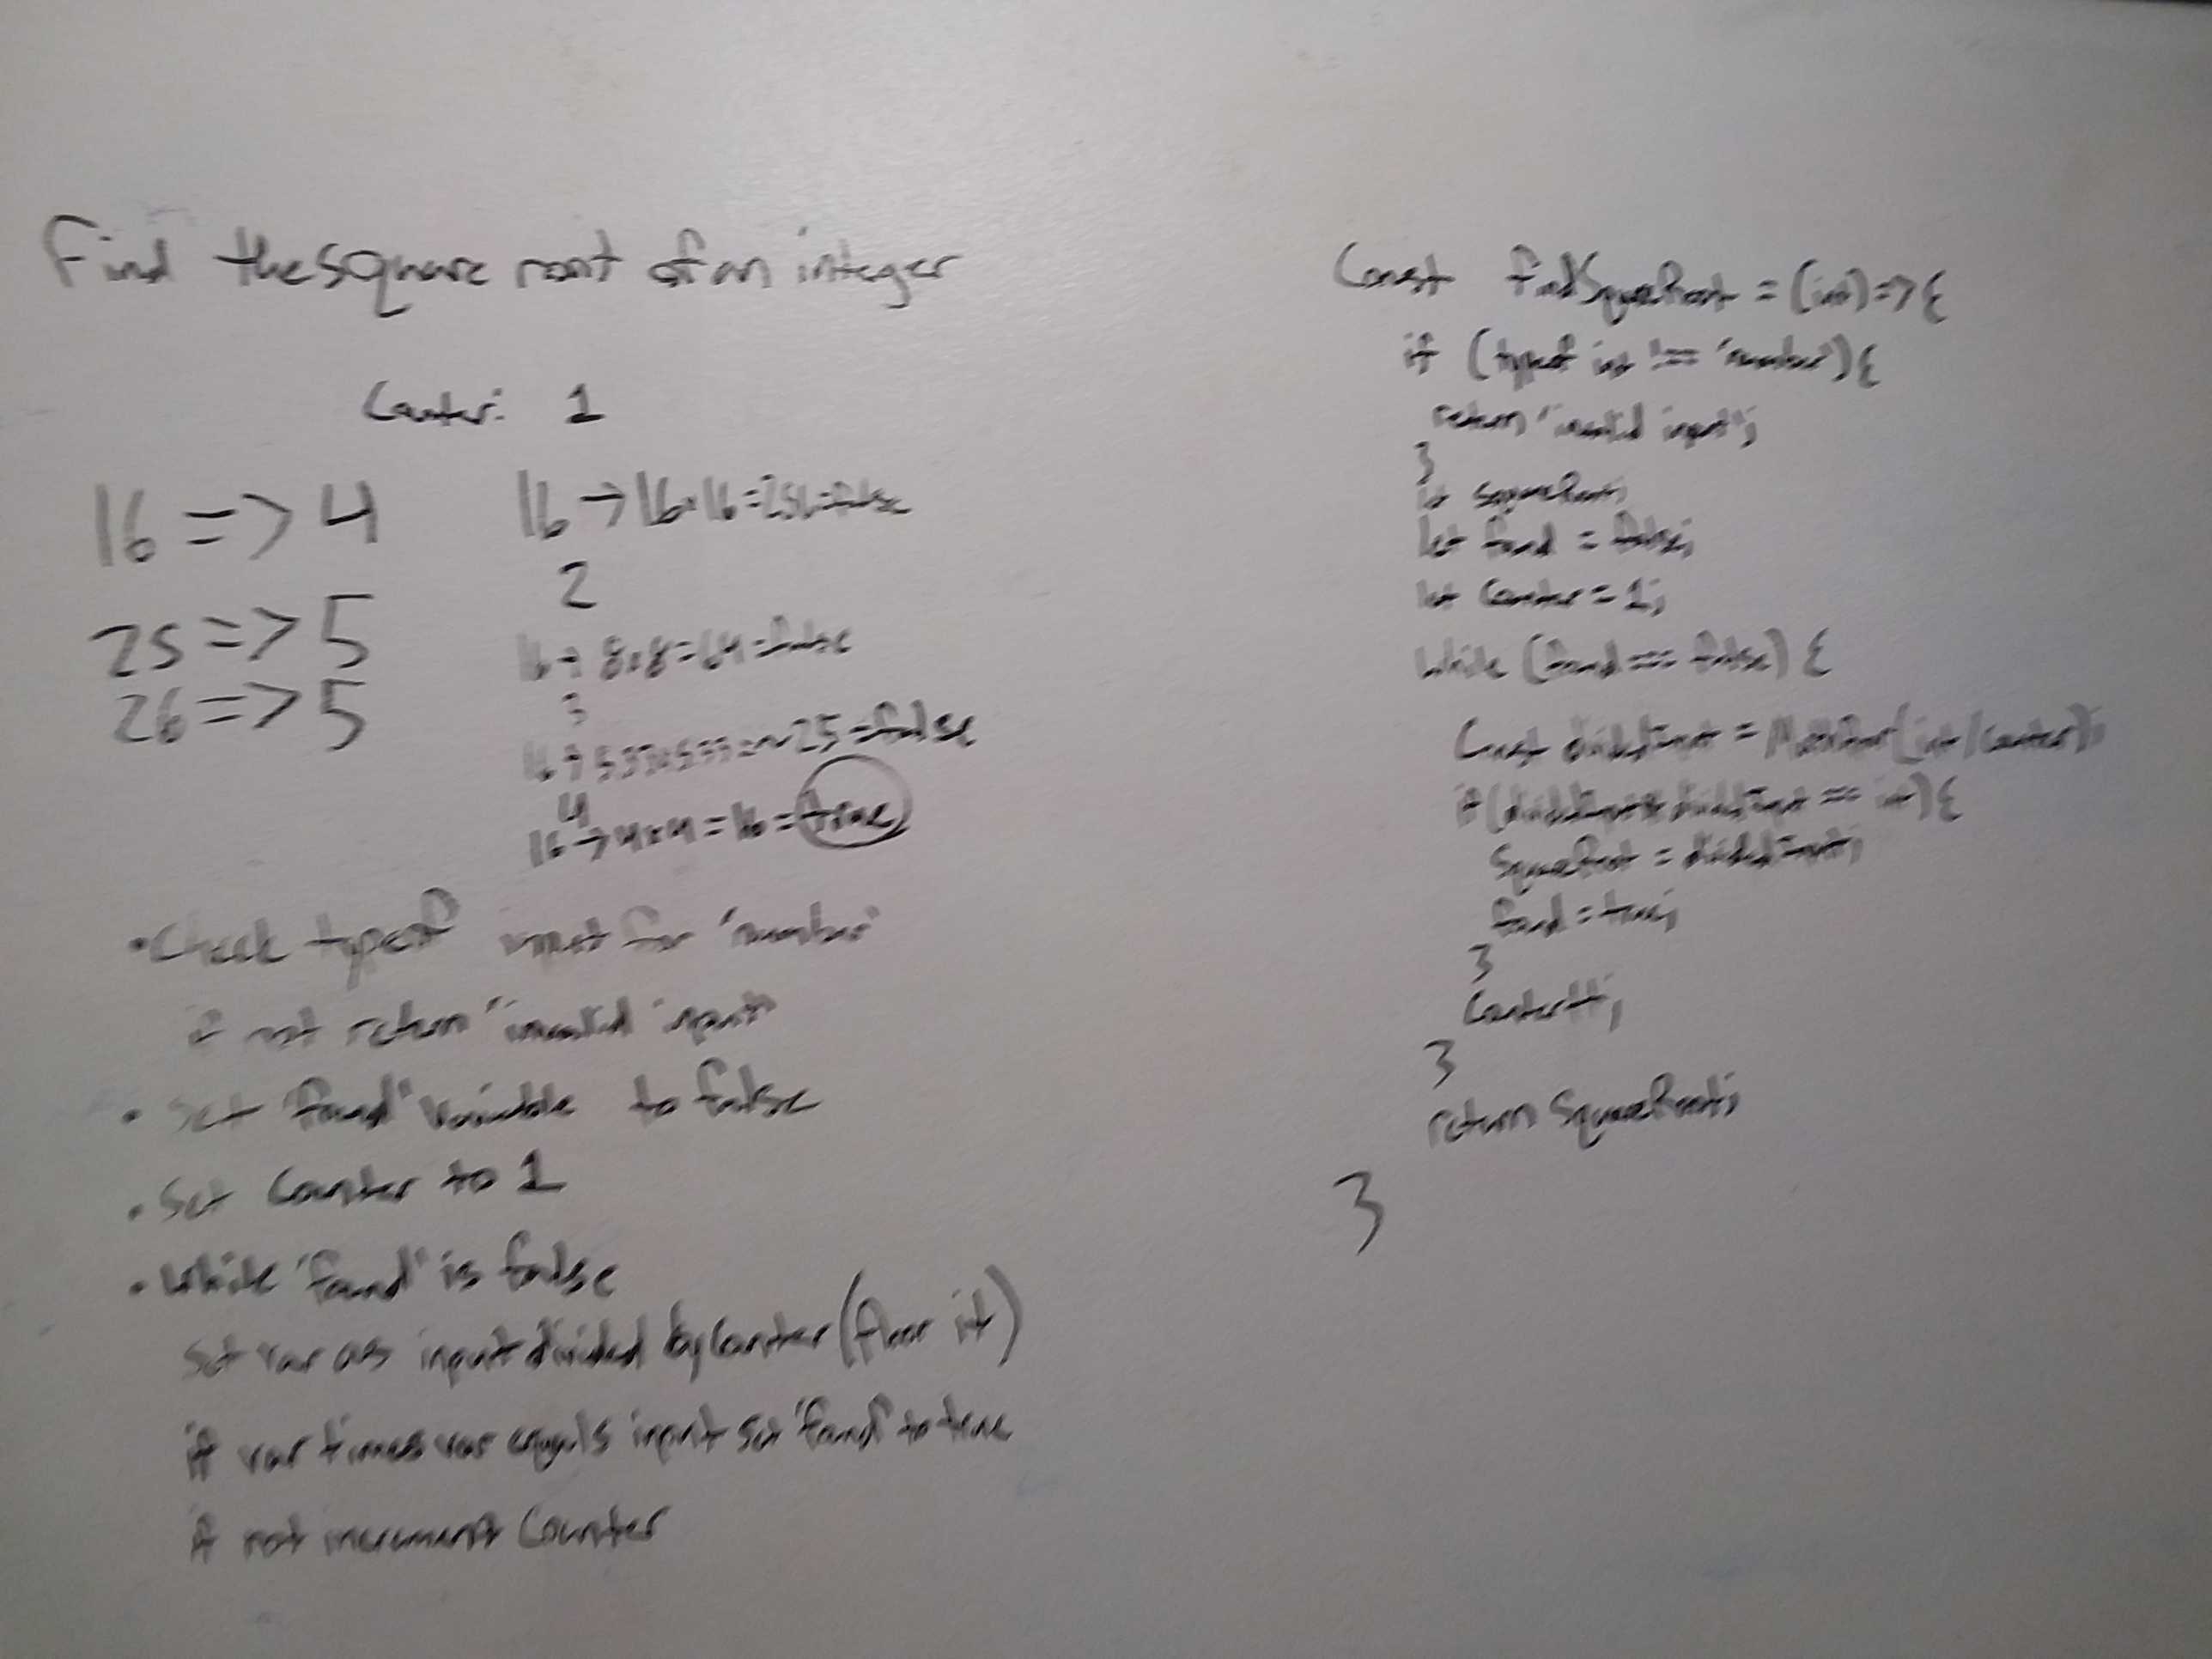 Find the square root of an integer
Counter: 1
16 => 4
25 => 5
26 => 5
16 → 16·16=256=false
2
16 → 8x8=64=false
3
16 → 5.33x5.33=~25=false
4
16 → 4x4=16=true
• Check typeof input for 'number'
if not return "invalid input"
• Set 'found' variable to false
• Set Counter to 1
• While 'found' is false
Set var as input divided by Counter (floor it)
if var times var equals input set 'found' to true
if not increment Counter
Const findSquareRoot = (int) => {
if (typeof int !== 'number') {
return "invalid input";
}
let squareRoot;
let found = false;
let Counter = 1;
While (found === false) {
Const dividedInput = Math.floor(int / Counter);
if (dividedInput * dividedInput == int) {
SquareRoot = dividedInput;
found = true;
}
Counter++;
}
return SquareRoot;
}